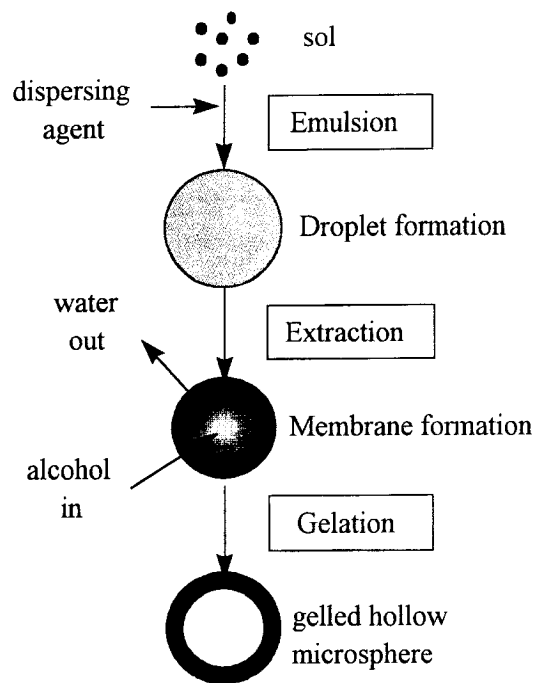 sol
dispersing
agent
Emulsion
Droplet formation
water
out
Extraction
Membrane formation
alcohol
in
Gelation
gelled hollow
microsphere